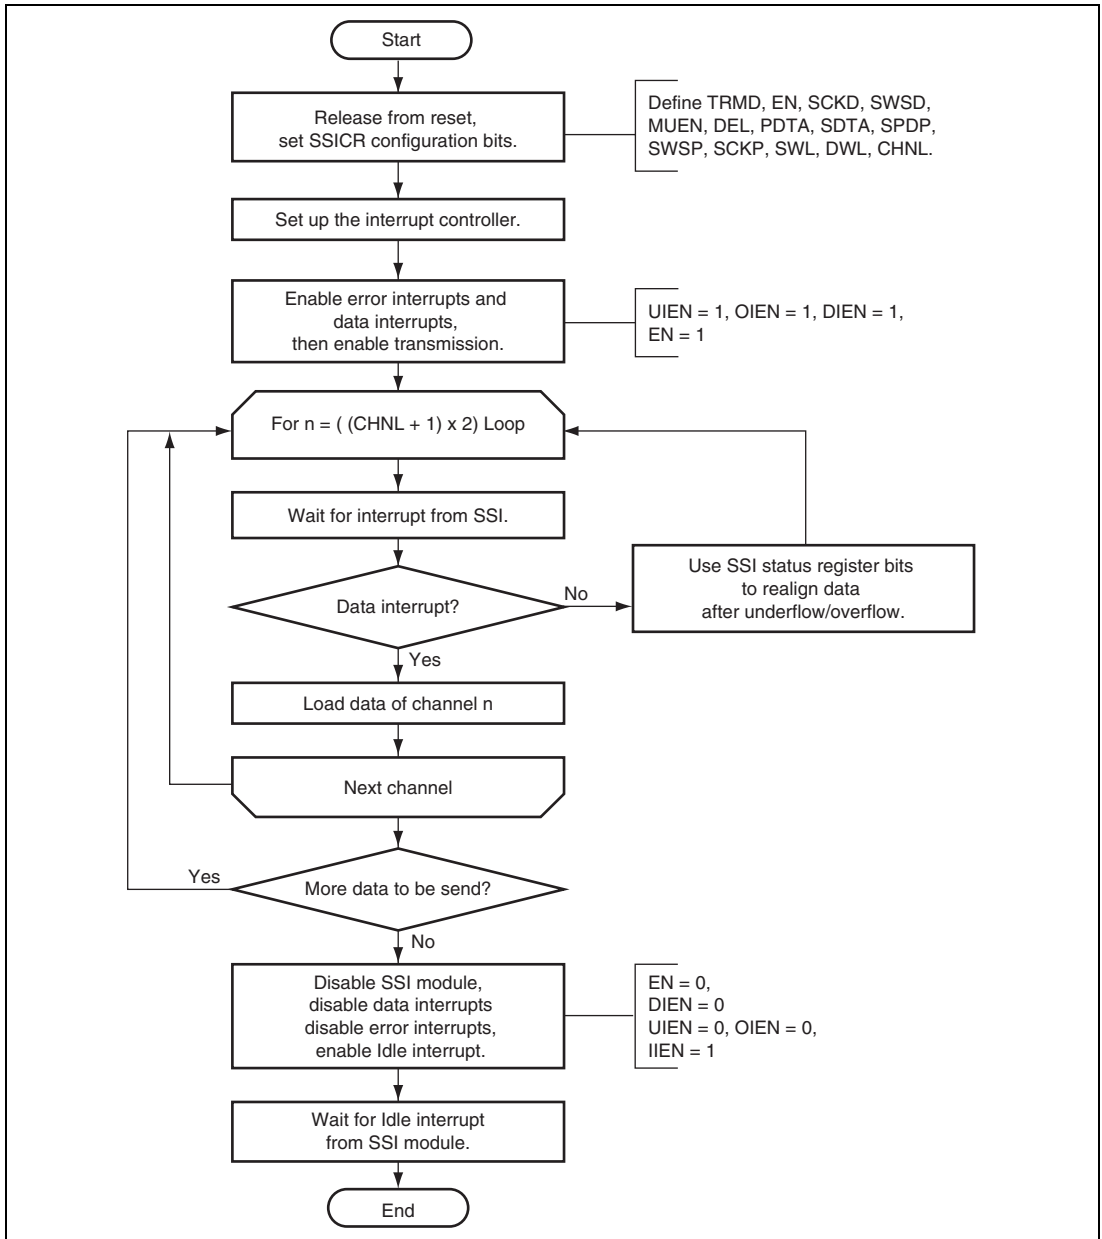 Start
Release from reset,
set SSICR configuration bits.
Define TRMD, EN, SCKD, SWSD,
MUEN, DEL, PDTA, SDTA, SPDP,
SWSP, SCKP, SWL, DWL, CHNL.
Set up the interrupt controller.
Enable error interrupts and
data interrupts,
then enable transmission.
UIEN = 1, OIEN = 1, DIEN = 1,
EN = 1
For n = ( (CHNL + 1) x 2) Loop
Wait for interrupt from SSI.
Data interrupt?
No
Use SSI status register bits
to realign data
after underflow/overflow.
Yes
Load data of channel n
Next channel
More data to be send?
Yes
No
Disable SSI module,
disable data interrupts
disable error interrupts,
enable Idle interrupt.
EN = 0,
DIEN = 0
UIEN = 0, OIEN = 0,
IIEN = 1
Wait for Idle interrupt
from SSI module.
End